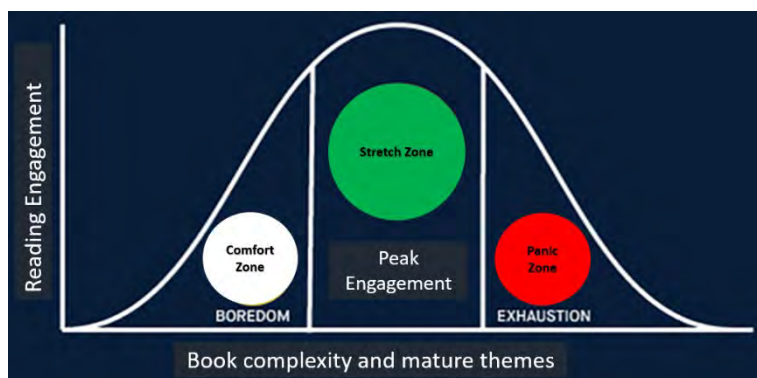 Reading Engagement
Stretch Zone
Comfort
Zone
Peak
Engagement
Panic
Zone
BOREDOM
EXHAUSTION
Book complexity and mature themes